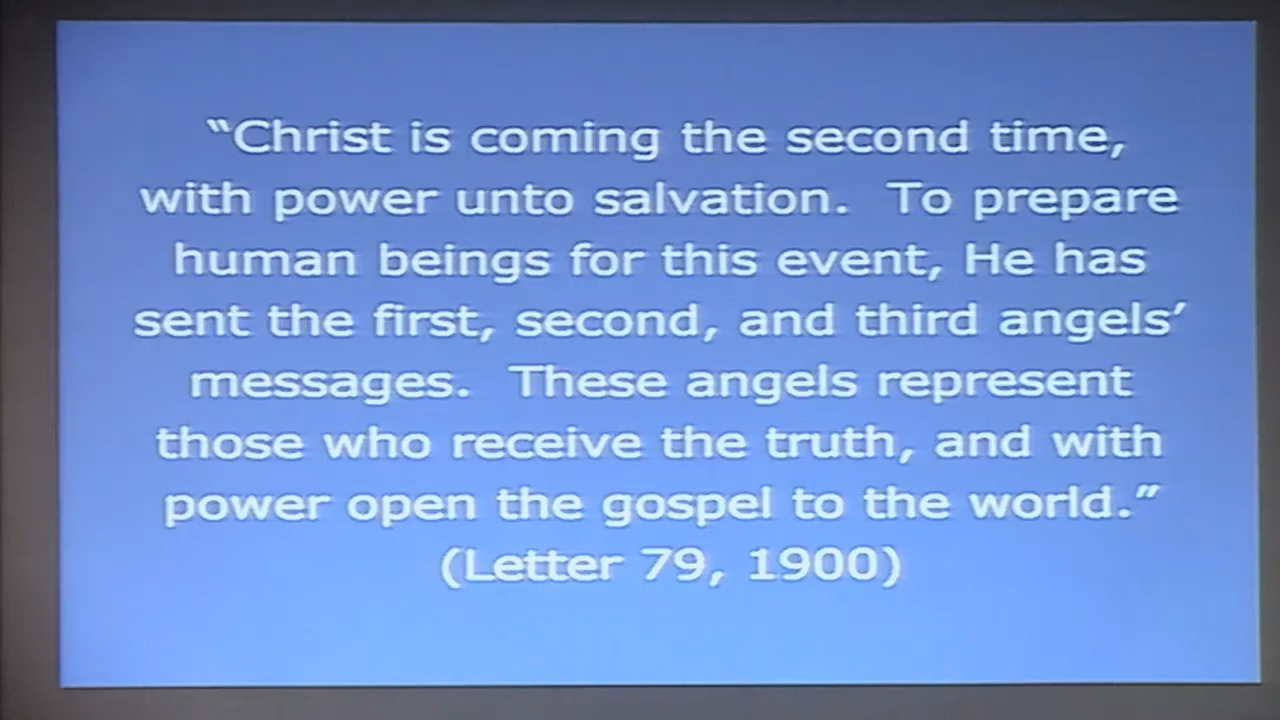 “Christ is coming the second time,
with power unto salvation. To prepare
human beings for this event, He has
sent the first, second, and third angels’
messages. These angels represent
those who receive the truth, and with
power open the gospel to the world.”
(Letter 79, 1900)